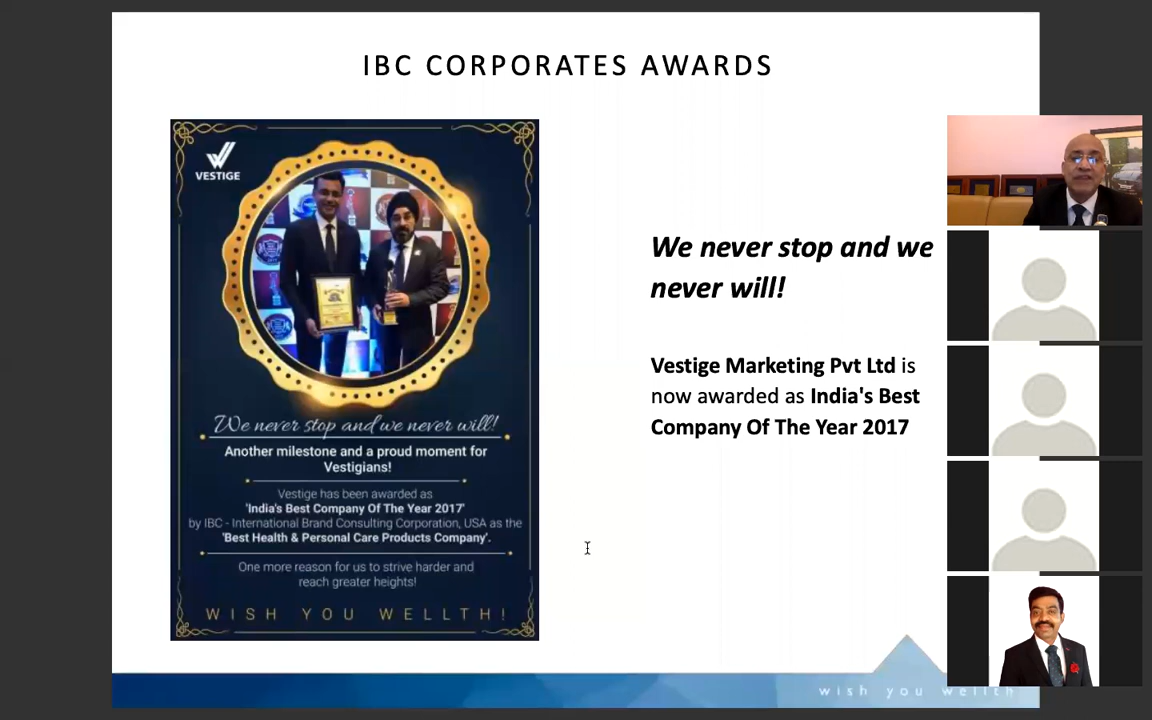 IBC CORPORATES AWARDS
VESTIGE
We never stop and we never will!
Another milestone and a proud moment for
Vestigians!
Vestige has been awarded as
'India's Best Company Of The Year 2017'
by IBC - International Brand Consulting Corporation, USA as the
'Best Health & Personal Care Products Company'.
One more reason for us to strive harder and
reach greater heights!
WISH YOU WELLTH!
We never stop and we
never will!
Vestige Marketing Pvt Ltd is
now awarded as India's Best
Company Of The Year 2017
wish you wellth